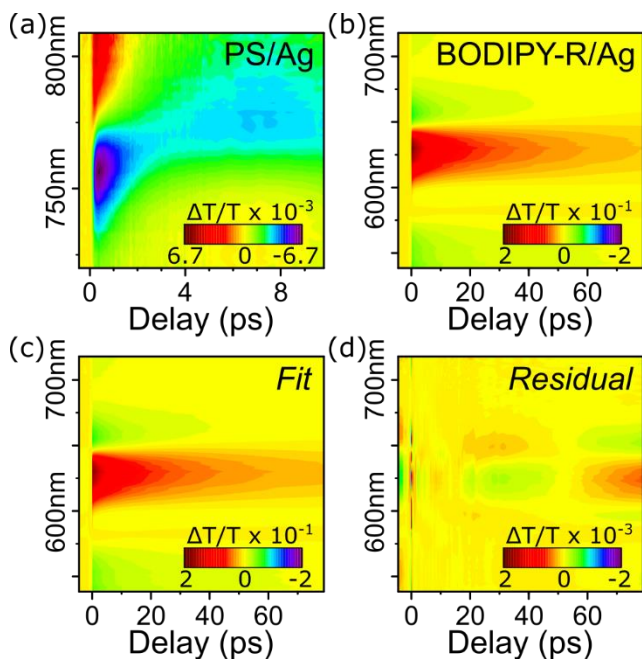 (a)
PS/Ag
800nm
750nm
ΔT/T x 10⁻³
6.7 0 -6.7
0 4 8
Delay (ps)
(b)
BODIPY-R/Ag
700nm
600nm
ΔT/T x 10⁻¹
2 0 -2
0 20 40 60
Delay (ps)
(c)
Fit
700nm
600nm
ΔT/T x 10⁻¹
2 0 -2
0 20 40 60
Delay (ps)
(d)
Residual
700nm
600nm
ΔT/T x 10⁻³
2 0 -2
0 20 40 60
Delay (ps)